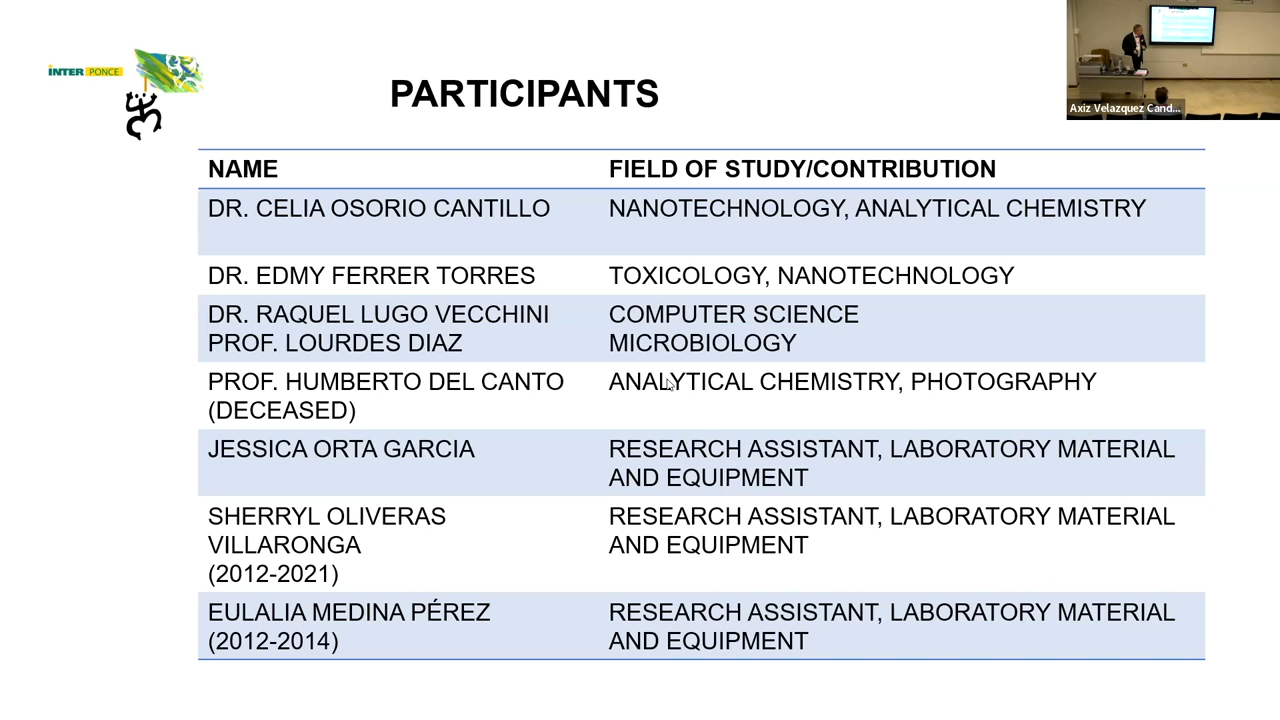 INTER PONCE
PARTICIPANTS
Axiz Velazquez Cand...
NAME
FIELD OF STUDY/CONTRIBUTION
DR. CELIA OSORIO CANTILLO
NANOTECHNOLOGY, ANALYTICAL CHEMISTRY
DR. EDMY FERRER TORRES
TOXICOLOGY, NANOTECHNOLOGY
DR. RAQUEL LUGO VECCHINI
COMPUTER SCIENCE
PROF. LOURDES DIAZ
MICROBIOLOGY
PROF. HUMBERTO DEL CANTO
(DECEASED)
ANALYTICAL CHEMISTRY, PHOTOGRAPHY
JESSICA ORTA GARCIA
RESEARCH ASSISTANT, LABORATORY MATERIAL
AND EQUIPMENT
SHERRYL OLIVERAS
VILLARONGA
(2012-2021)
RESEARCH ASSISTANT, LABORATORY MATERIAL
AND EQUIPMENT
EULALIA MEDINA PÉREZ
(2012-2014)
RESEARCH ASSISTANT, LABORATORY MATERIAL
AND EQUIPMENT